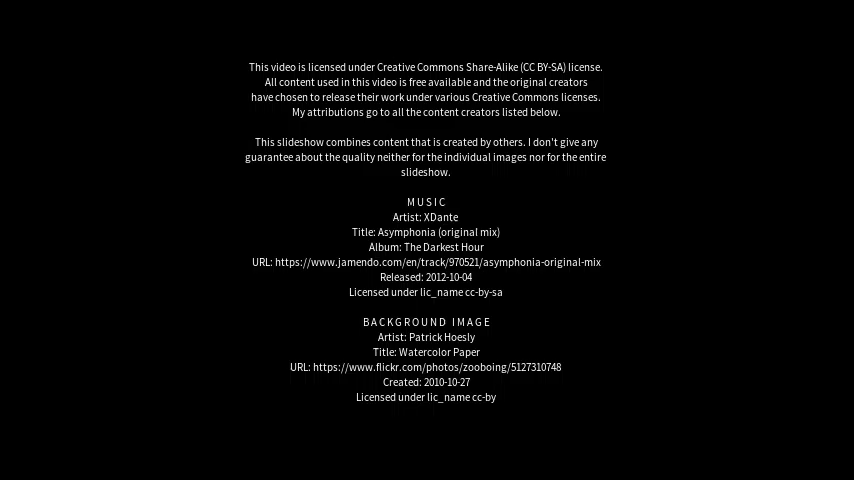 This video is licensed under Creative Commons Share-Alike (CC BY-SA) license.
All content used in this video is free available and the original creators
have chosen to release their work under various Creative Commons licenses.
My attributions go to all the content creators listed below.
This slideshow combines content that is created by others. I don't give any
guarantee about the quality neither for the individual images nor for the entire
slideshow.
MUSIC
Artist: XDante
Title: Asymphonia (original mix)
Album: The Darkest Hour
URL: https://www.jamendo.com/en/track/970521/asymphonia-original-mix
Released: 2012-10-04
Licensed under lic_name cc-by-sa
BACKGROUND IMAGE
Artist: Patrick Hoesly
Title: Watercolor Paper
URL: https://www.flickr.com/photos/zooboing/5127310748
Created: 2010-10-27
Licensed under lic_name cc-by